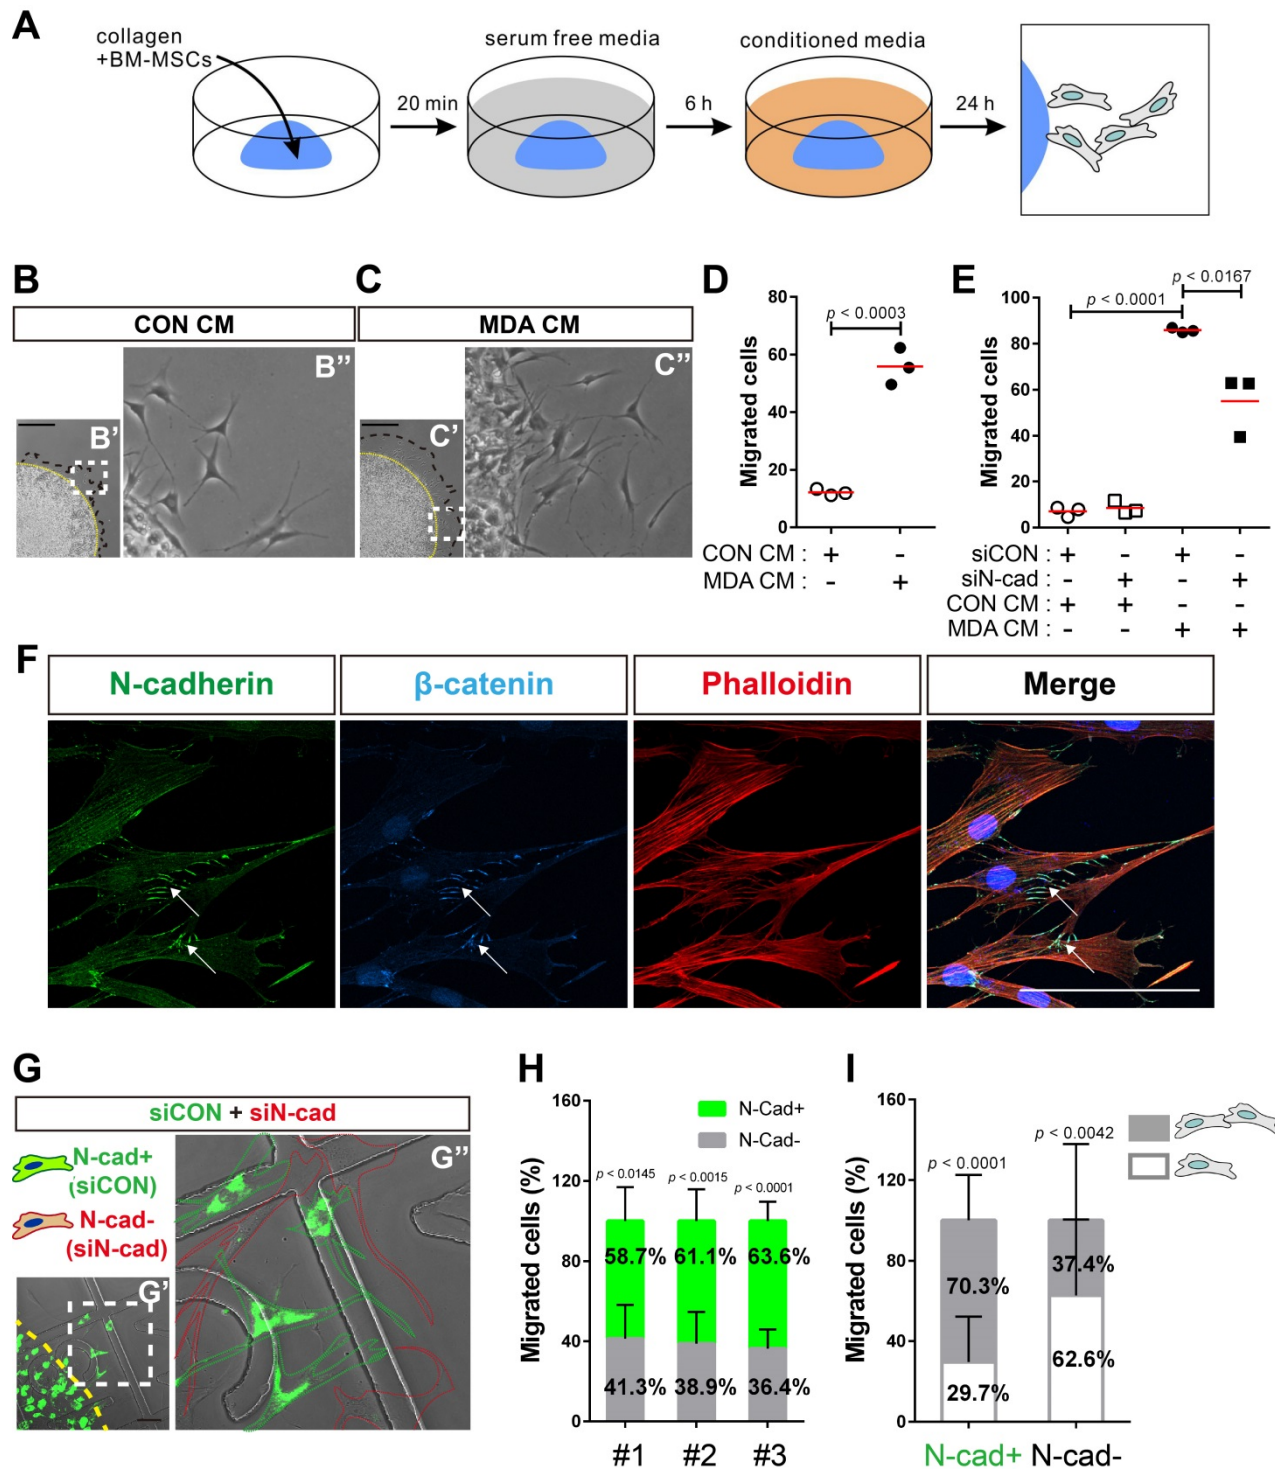 A
collagen
+BM-MSCs
serum free media
conditioned media
20 min
6 h
24 h
B
C
CON CM
MDA CM
B'
B''
C'
C''
D
80
60
40
20
0
Migrated cells
p < 0.0003
CON CM : + -
MDA CM : - +
E
100
80
60
40
20
0
Migrated cells
p < 0.0001
p < 0.0167
siCON : + - + -
siN-cad : - + - +
CON CM : + + - -
MDA CM : - - + +
F
N-cadherin
β-catenin
Phalloidin
Merge
G
siCON + siN-cad
N-cad+
(siCON)
N-cad-
(siN-cad)
G'
G''
H
160
120
80
40
0
Migrated cells (%)
N-Cad+
N-Cad-
p < 0.0145
p < 0.0015
p < 0.0001
58.7%
61.1%
63.6%
41.3%
38.9%
36.4%
#1
#2
#3
I
160
120
80
40
0
Migrated cells (%)
p < 0.0001
p < 0.0042
70.3%
37.4%
29.7%
62.6%
N-cad+
N-cad-